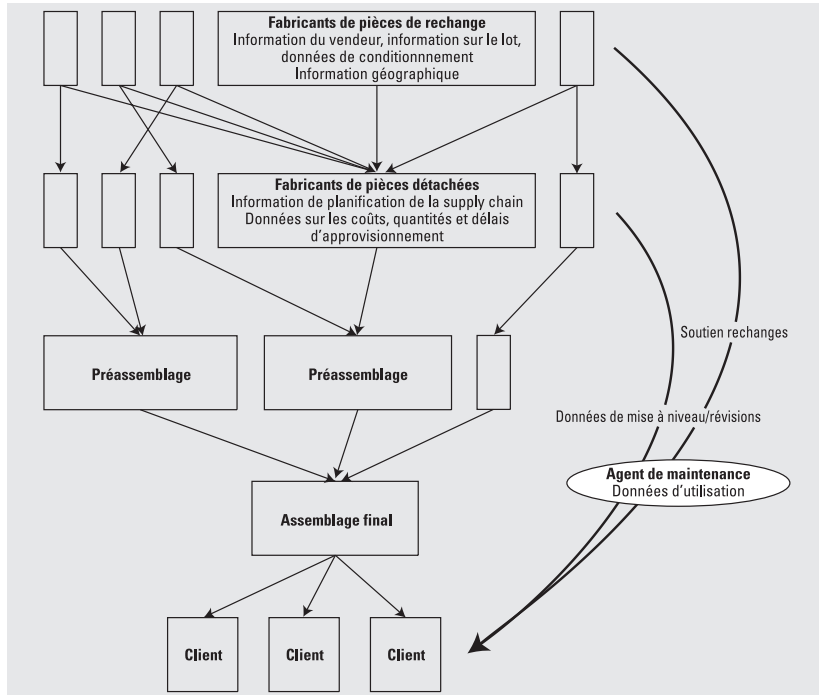 Fabricants de pièces de rechange
Information du vendeur, information sur le lot,
données de conditionnnement
Information géographique
Fabricants de pièces détachées
Information de planification de la supply chain
Données sur les coûts, quantités et délais
d'approvisionnement
Soutien rechanges
Préassemblage
Préassemblage
Données de mise à niveau/révisions
Agent de maintenance
Données d'utilisation
Assemblage final
Client
Client
Client